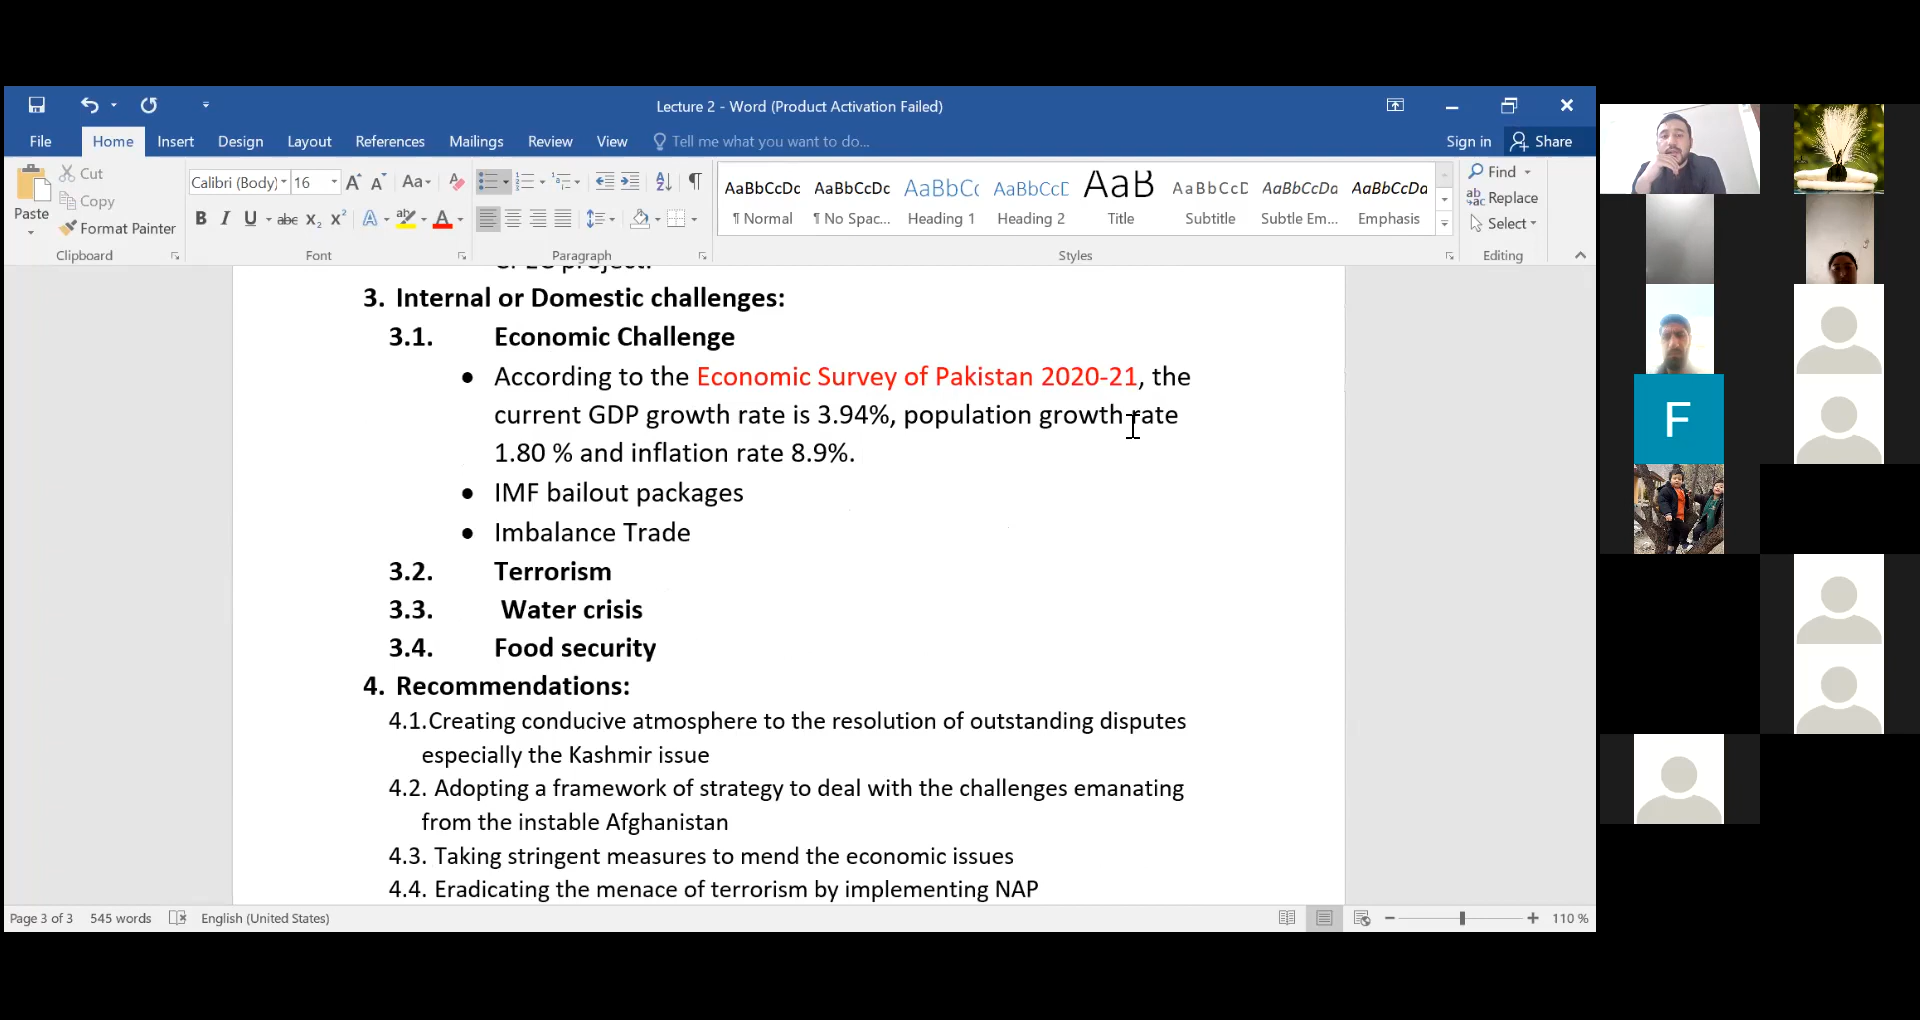 Lecture 2 - Word (Product Activation Failed)
File Home Insert Design Layout References Mailings Review View Tell me what you want to do... Sign in Share
Paste
Cut
Copy
Format Painter
Clipboard
Calibri (Body) 16
Font
Paragraph
AaBbCcDc AaBbCcDc AaBbCc AaBbCcD AaB AaBbCcD AaBbCcDa AaBbCcDa
¶ Normal ¶ No Spac... Heading 1 Heading 2 Title Subtitle Subtle Em... Emphasis
Styles
Find
Replace
Select
Editing
project.
3. Internal or Domestic challenges:
3.1. Economic Challenge
• According to the Economic Survey of Pakistan 2020-21, the
current GDP growth rate is 3.94%, population growth rate
1.80 % and inflation rate 8.9%.
• IMF bailout packages
• Imbalance Trade
3.2. Terrorism
3.3. Water crisis
3.4. Food security
4. Recommendations:
4.1.Creating conducive atmosphere to the resolution of outstanding disputes
especially the Kashmir issue
4.2. Adopting a framework of strategy to deal with the challenges emanating
from the instable Afghanistan
4.3. Taking stringent measures to mend the economic issues
4.4. Eradicating the menace of terrorism by implementing NAP
Page 3 of 3 545 words English (United States) 110 %
F